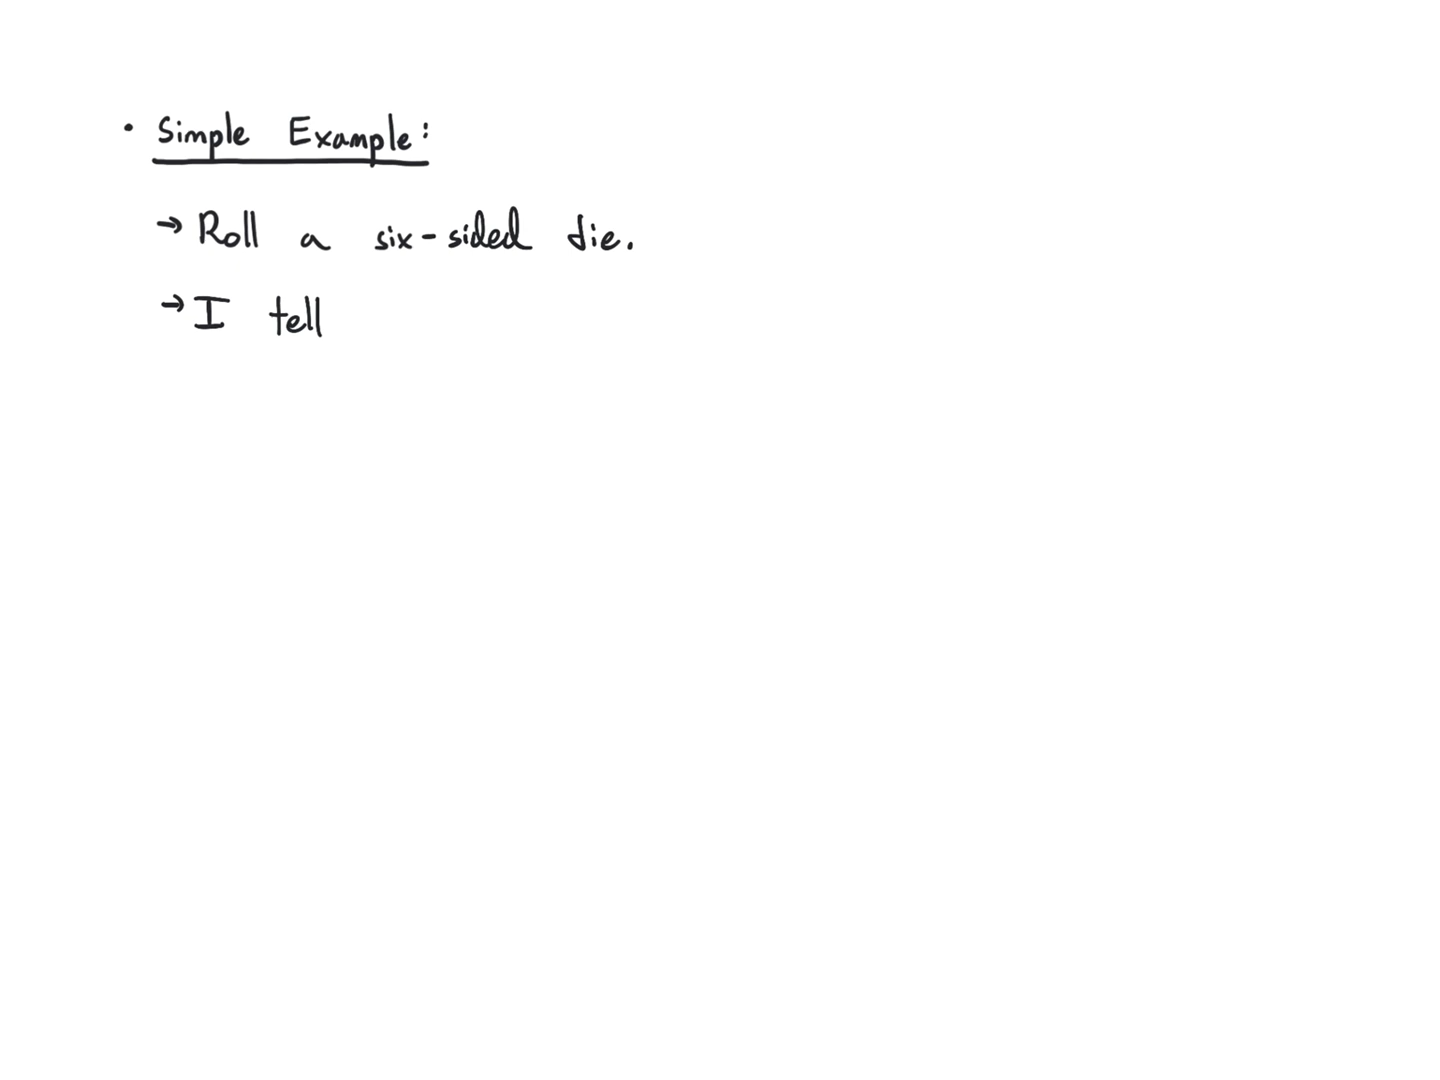 • Simple Example:
→ Roll a six-sided die.
→ I tell